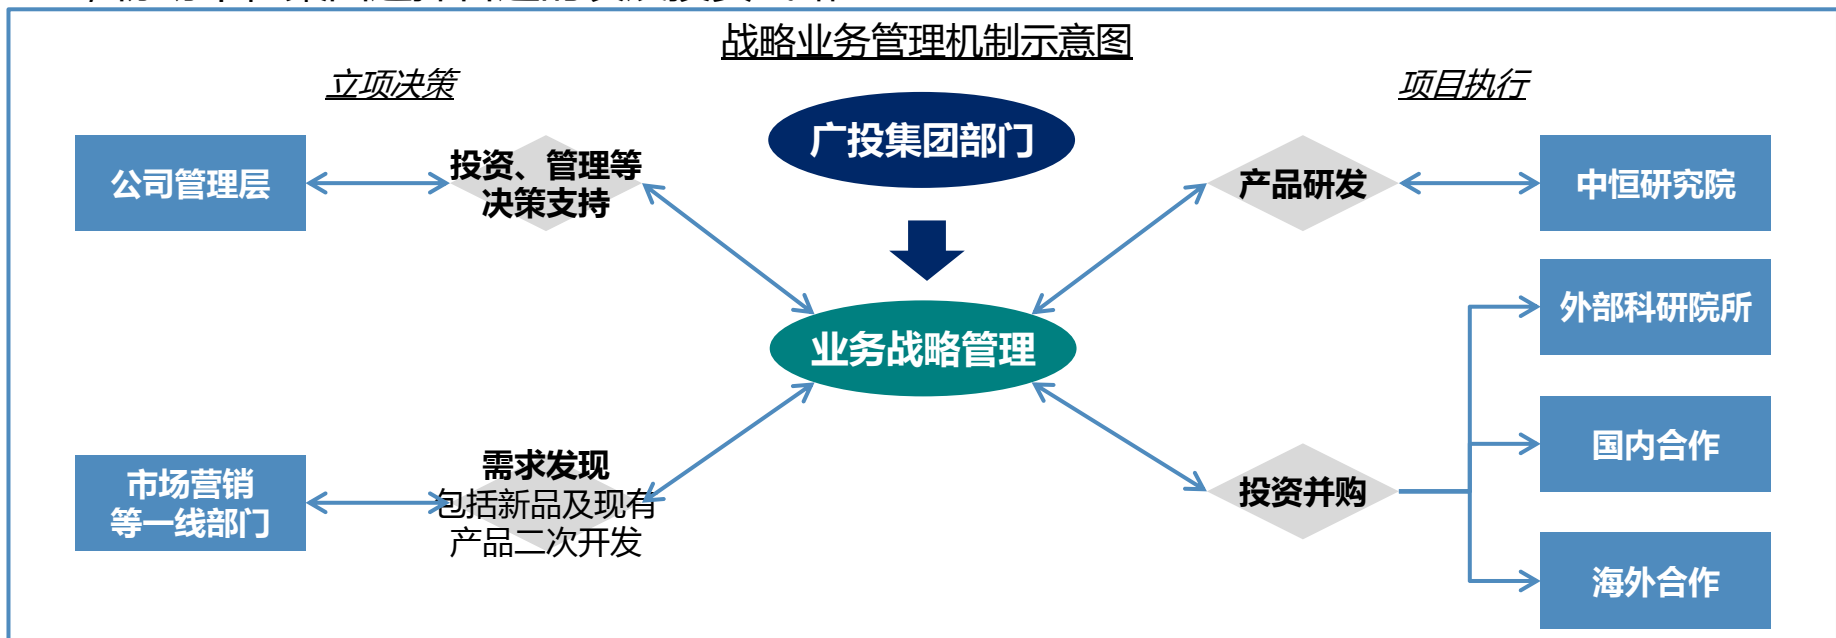 战略业务管理机制示意图
立项决策
项目执行
广投集团部门
公司管理层
投资、管理等
决策支持
产品研发
中恒研究院
外部科研院所
业务战略管理
市场营销
等一线部门
需求发现
包括新品及现有
产品二次开发
投资并购
国内合作
海外合作